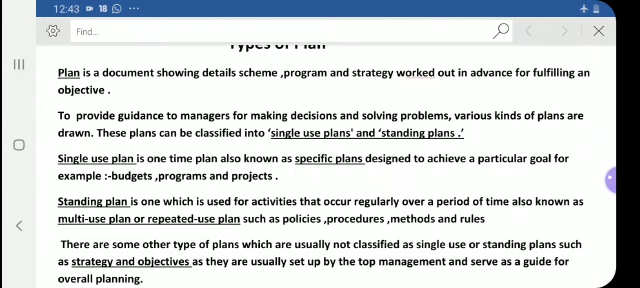 12:43 18
Find...
Types of Plan
Plan is a document showing details scheme ,program and strategy worked out in advance for fulfilling an
objective .
To provide guidance to managers for making decisions and solving problems, various kinds of plans are
drawn. These plans can be classified into ‘single use plans' and ‘standing plans .’
Single use plan is one time plan also known as specific plans designed to achieve a particular goal for
example :-budgets ,programs and projects .
Standing plan is one which is used for activities that occur regularly over a period of time also known as
multi-use plan or repeated-use plan such as policies ,procedures ,methods and rules
There are some other type of plans which are usually not classified as single use or standing plans such
as strategy and objectives as they are usually set up by the top management and serve as a guide for
overall planning.